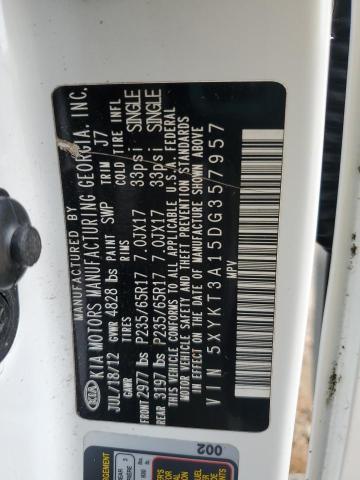 MANUFACTURED BY
KIA MOTORS MANUFACTURING GEORGIA, INC.
JUL/18/12 PAINT SWP TRIM J7
GVWR 4828 lbs
GAWR TIRES RIMS COLD TIRE INFL
FRONT 2977 lbs P235/65R17 7.0JX17 33psi SINGLE
REAR 3197 lbs P235/65R17 7.0JX17 33psi SINGLE
THIS VEHICLE CONFORMS TO ALL APPLICABLE U.S.A. FEDERAL
MOTOR VEHICLE SAFETY AND THEFT PREVENTION STANDARDS
IN EFFECT ON THE DATE OF MANUFACTURE SHOWN ABOVE
VIN 5XYKT3A15DG357957
MPV
KIA
002